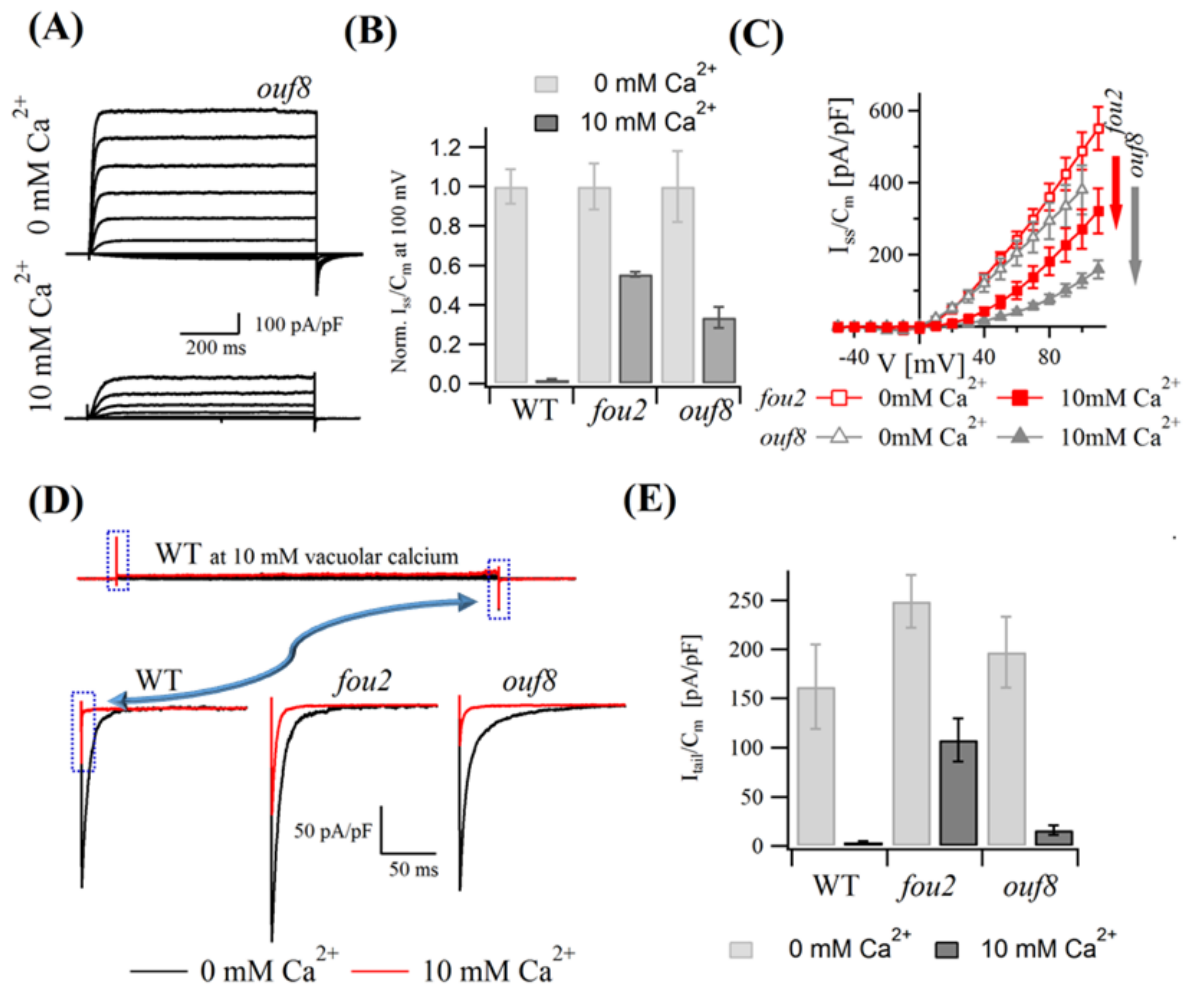 (A)
ouf8
0 mM Ca2+
10 mM Ca2+
100 pA/pF
200 ms
(B)
0 mM Ca2+
10 mM Ca2+
Norm. Iss/Cm at 100 mV
1.2
1.0
0.8
0.6
0.4
0.2
0.0
WT fou2 ouf8
(C)
Iss/Cm [pA/pF]
600
400
200
-40 40 80
V [mV]
fou2
ouf8
fou2 0mM Ca2+ 10mM Ca2+
ouf8 0mM Ca2+ 10mM Ca2+
(D)
WT at 10 mM vacuolar calcium
WT fou2 ouf8
50 pA/pF
50 ms
0 mM Ca2+ 10 mM Ca2+
(E)
Itail/Cm [pA/pF]
250
200
150
100
50
0
WT fou2 ouf8
0 mM Ca2+ 10 mM Ca2+